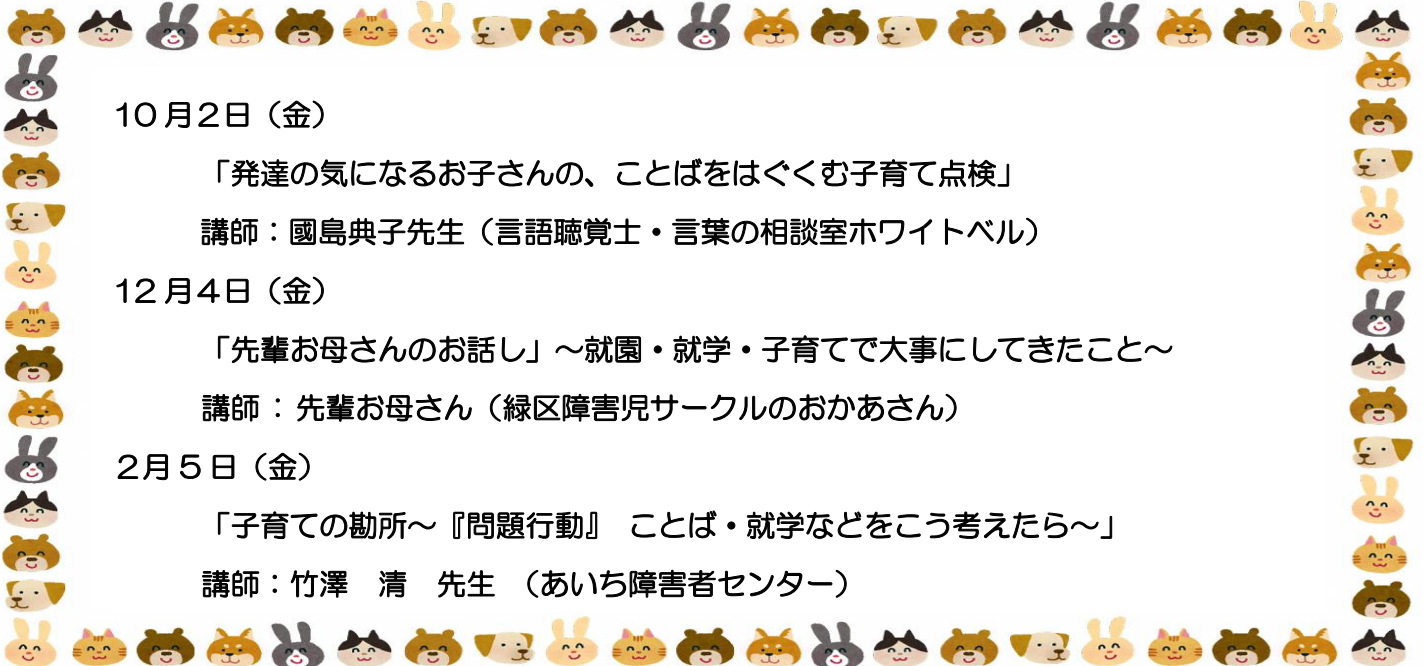 10月2日（金）
「発達の気になるお子さんの、ことばをはぐくむ子育て点検」
講師：國島典子先生（言語聴覚士・言葉の相談室ホワイトベル）
12月4日（金）
「先輩お母さんのお話し」～就園・就学・子育てで大事にしてきたこと～
講師：先輩お母さん（緑区障害児サークルのおかあさん）
2月5日（金）
「子育ての勘所～『問題行動』　ことば・就学などをこう考えたら～」
講師：竹澤　清　先生　（あいち障害者センター）